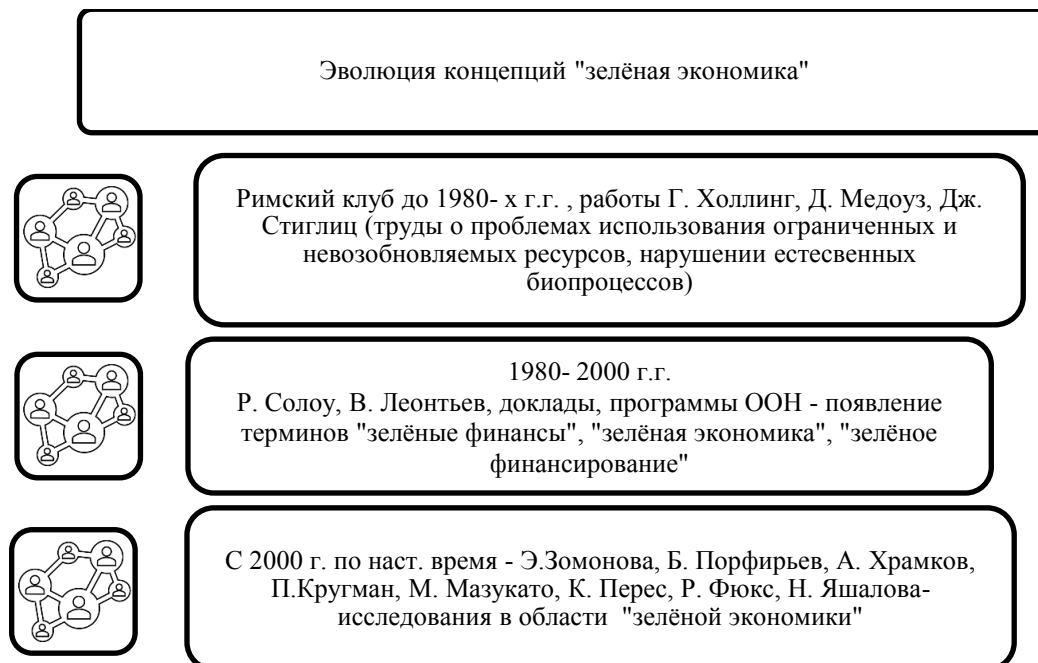 Эволюция концепций "зелёная экономика"
Римский клуб до 1980- х г.г. , работы Г. Холлинг, Д. Медоуз, Дж.
Стиглиц (труды о проблемах использования ограниченных и
невозобновляемых ресурсов, нарушении естесвенных
биопроцессов)
1980- 2000 г.г.
Р. Солоу, В. Леонтьев, доклады, программы ООН - появление
терминов "зелёные финансы", "зелёная экономика", "зелёное
финансирование"
С 2000 г. по наст. время - Э.Зомонова, Б. Порфирьев, А. Храмков,
П.Кругман, М. Мазукато, К. Перес, Р. Фюкс, Н. Яшалова-
исследования в области "зелёной экономики"